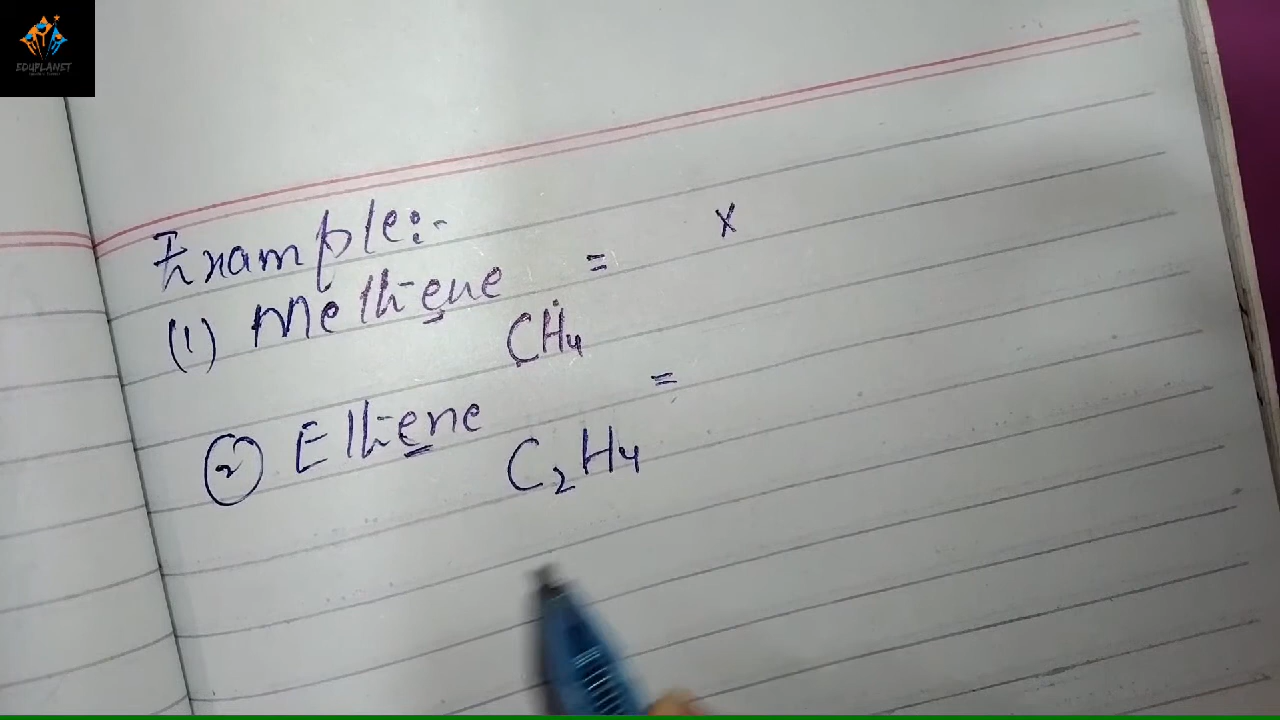 EDUPLANET
Example:-
(1) Methene = X
CH4
(2) Ethene =
C2H4